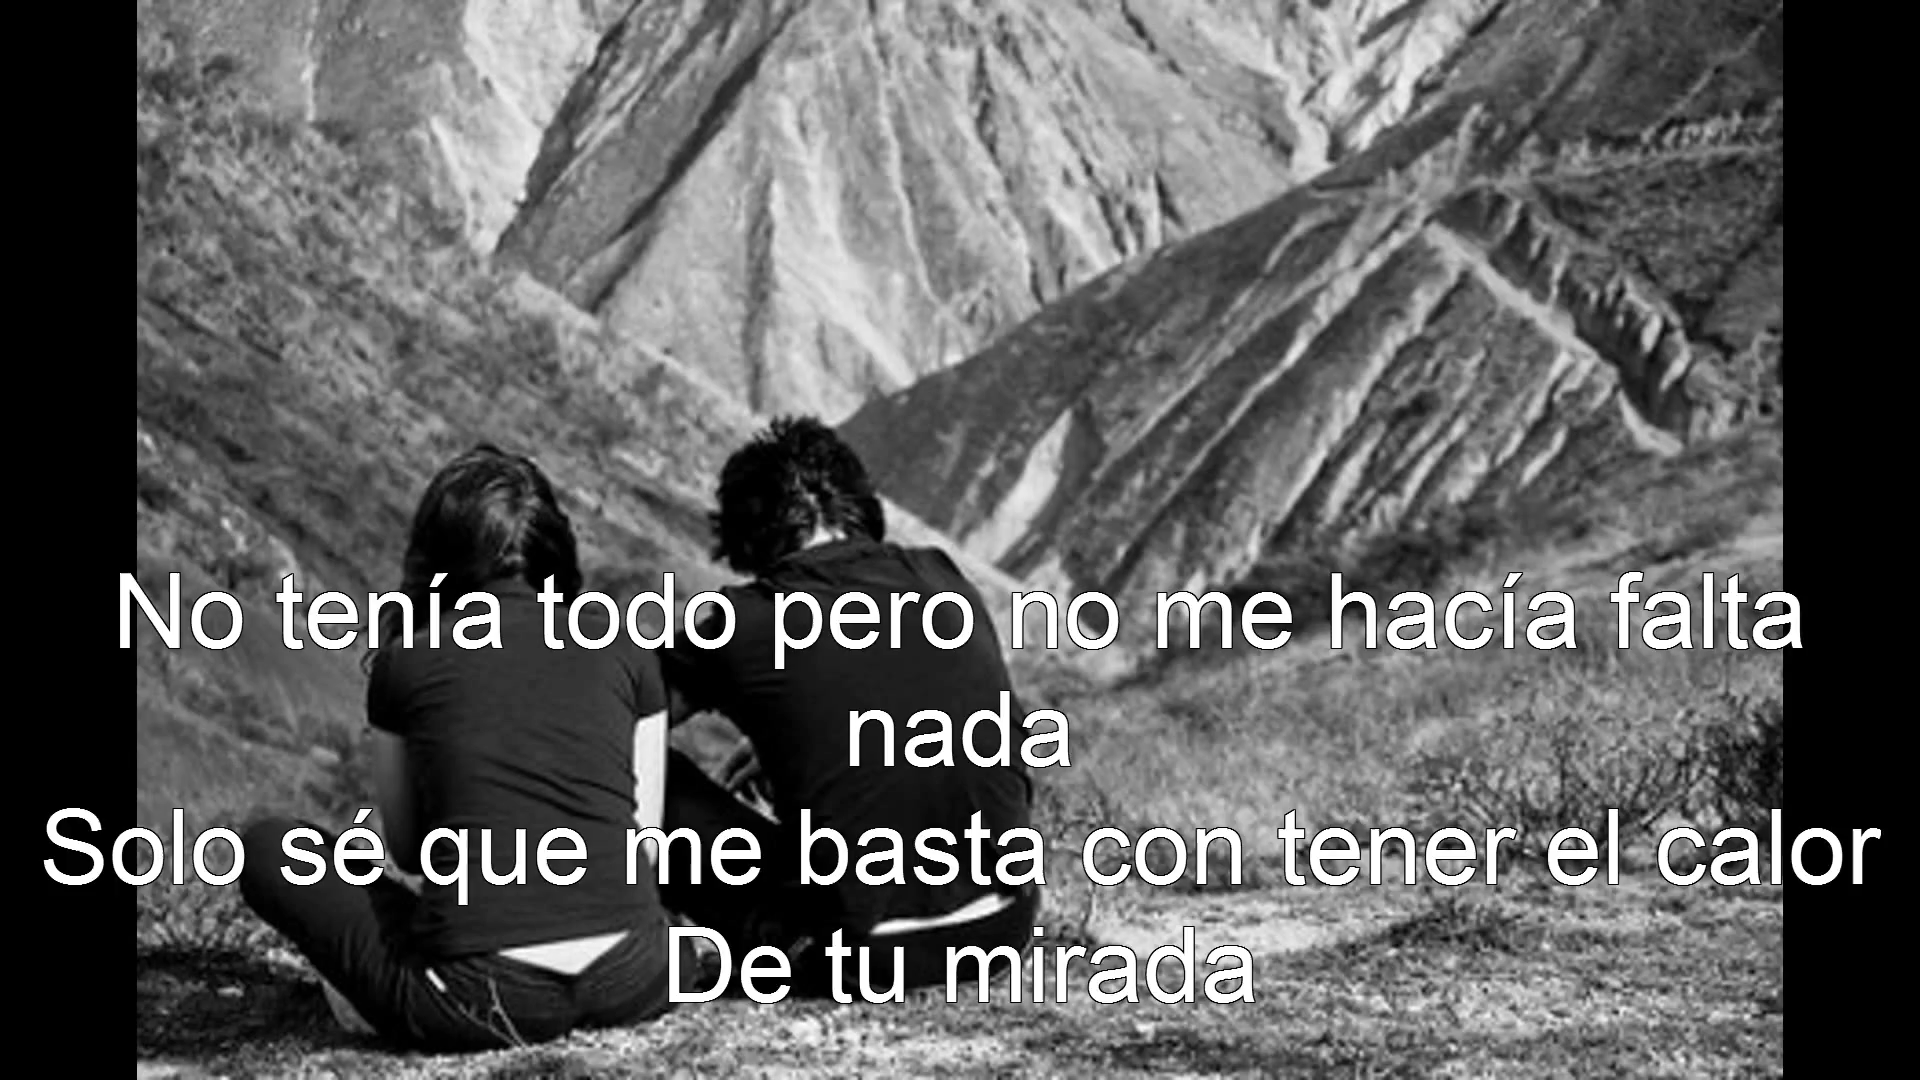 No tenía todo pero no me hacía falta
nada
Solo sé que me basta con tener el calor
De tu mirada